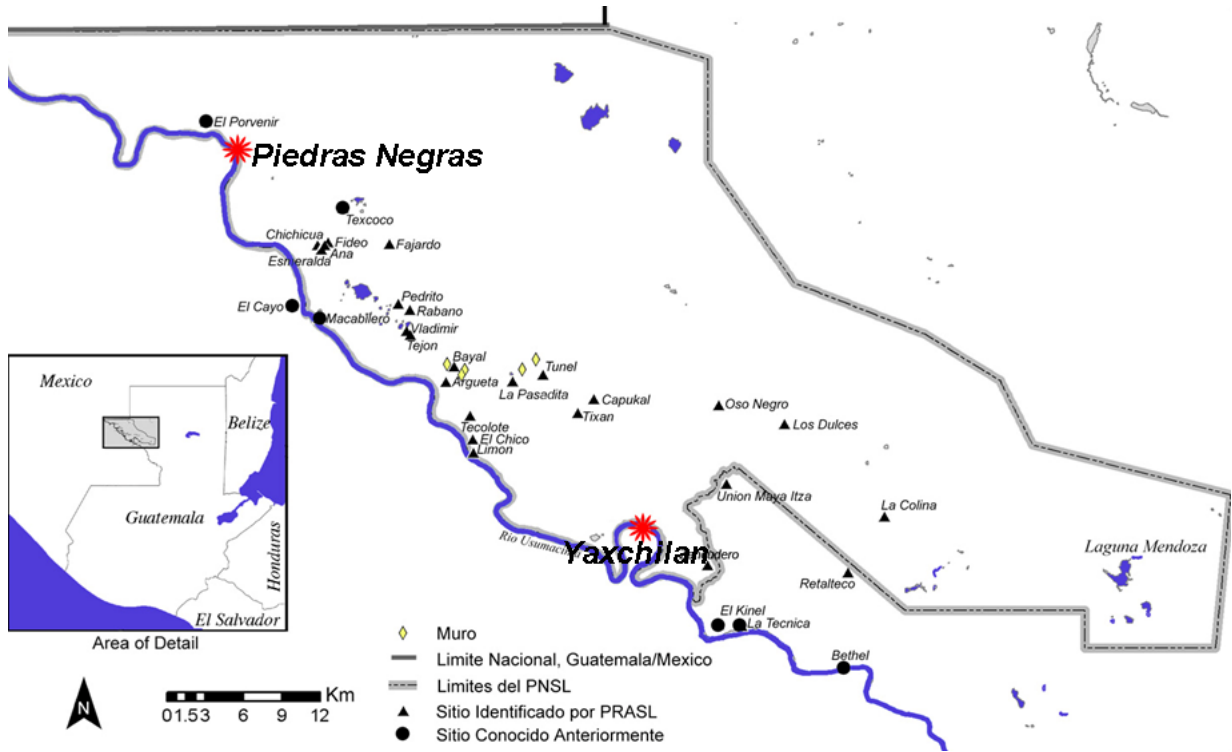 El Porvenir
Piedras Negras
Texcoco
Chichicua
Fideo
Ana
Esmeralda
Fajardo
El Cayo
Macabilero
Pedrito
Rabano
Vladimir
Tejon
Bayal
Argueta
Tunel
La Pasadita
Capukal
Tixan
Oso Negro
Los Dulces
Tecolote
El Chico
Limon
Union Maya Itza
La Colina
Rio Usumacinta
Yaxchilan
Retalteco
Laguna Mendoza
El Kinel
La Tecnica
Bethel
Mexico
Belize
Guatemala
Honduras
El Salvador
Area of Detail
N
Km
0 1.5 3 6 9 12
Muro
Limite Nacional, Guatemala/Mexico
Limites del PNSL
Sitio Identificado por PRASL
Sitio Conocido Anteriormente